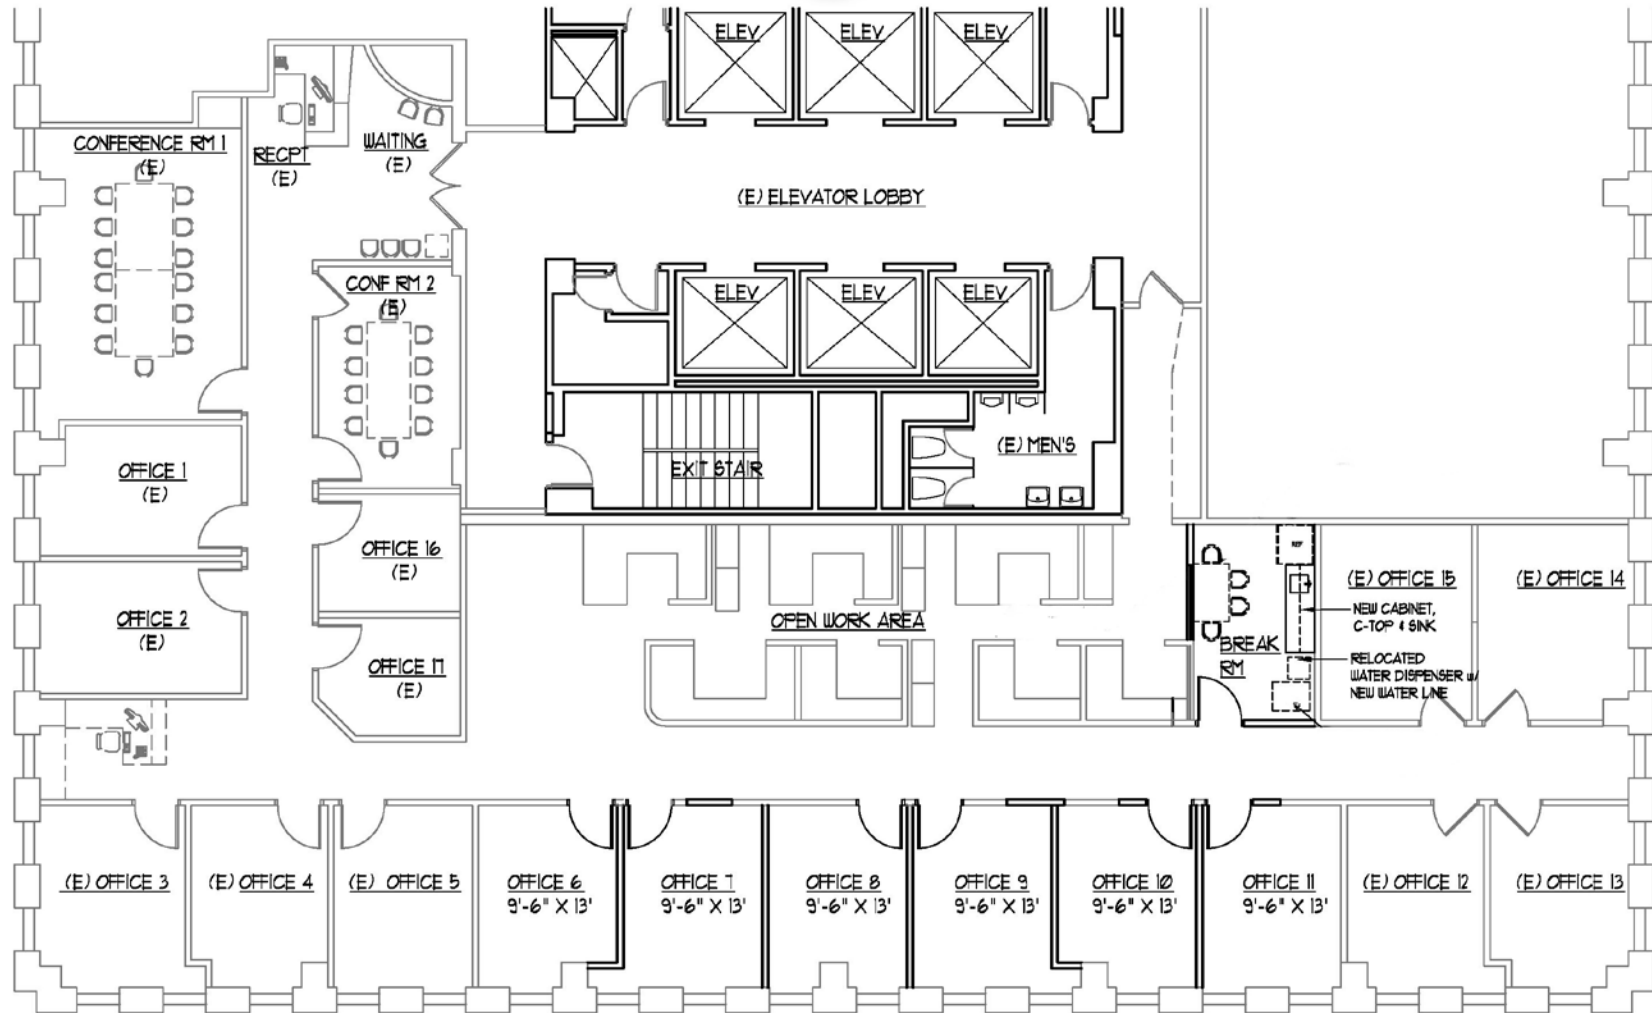 ELEV
ELEV
ELEV
CONFERENCE RM 1
(E)
RECPT
(E)
WAITING
(E)
(E) ELEVATOR LOBBY
CONF RM 2
(E)
ELEV
ELEV
ELEV
OFFICE 1
(E)
EXIT STAIR
(E) MEN'S
OFFICE 16
(E)
OFFICE 2
(E)
OFFICE 17
(E)
OPEN WORK AREA
REF
BREAK
RM
(E) OFFICE 15
NEW CABINET,
C-TOP & SINK
RELOCATED
WATER DISPENSER w/
NEW WATER LINE
(E) OFFICE 14
(E) OFFICE 3
(E) OFFICE 4
(E) OFFICE 5
OFFICE 6
9'-6" X 13'
OFFICE 7
9'-6" X 13'
OFFICE 8
9'-6" X 13'
OFFICE 9
9'-6" X 13'
OFFICE 10
9'-6" X 13'
OFFICE 11
9'-6" X 13'
(E) OFFICE 12
(E) OFFICE 13